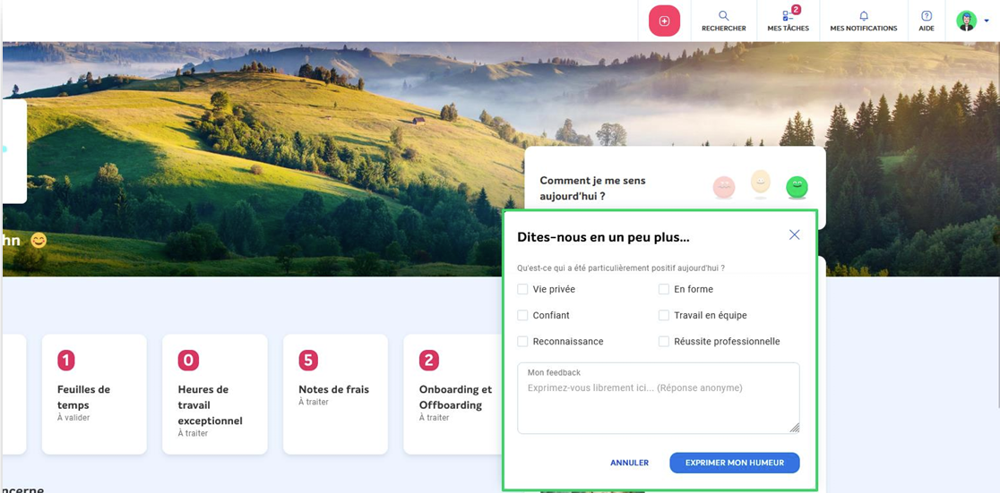 2
RECHERCHER
MES TÂCHES
MES NOTIFICATIONS
AIDE
Comment je me sens
aujourd'hui ?
hn
Dites-nous en un peu plus...
Qu'est-ce qui a été particulièrement positif aujourd'hui ?
Vie privée
En forme
Confiant
Travail en équipe
Reconnaissance
Réussite professionnelle
Mon feedback
Exprimez-vous librement ici... (Réponse anonyme)
ANNULER
EXPRIMER MON HUMEUR
1
Feuilles de
temps
À valider
0
Heures de
travail
exceptionnel
À traiter
5
Notes de frais
À traiter
2
Onboarding et
Offboarding
À traiter
ncerne